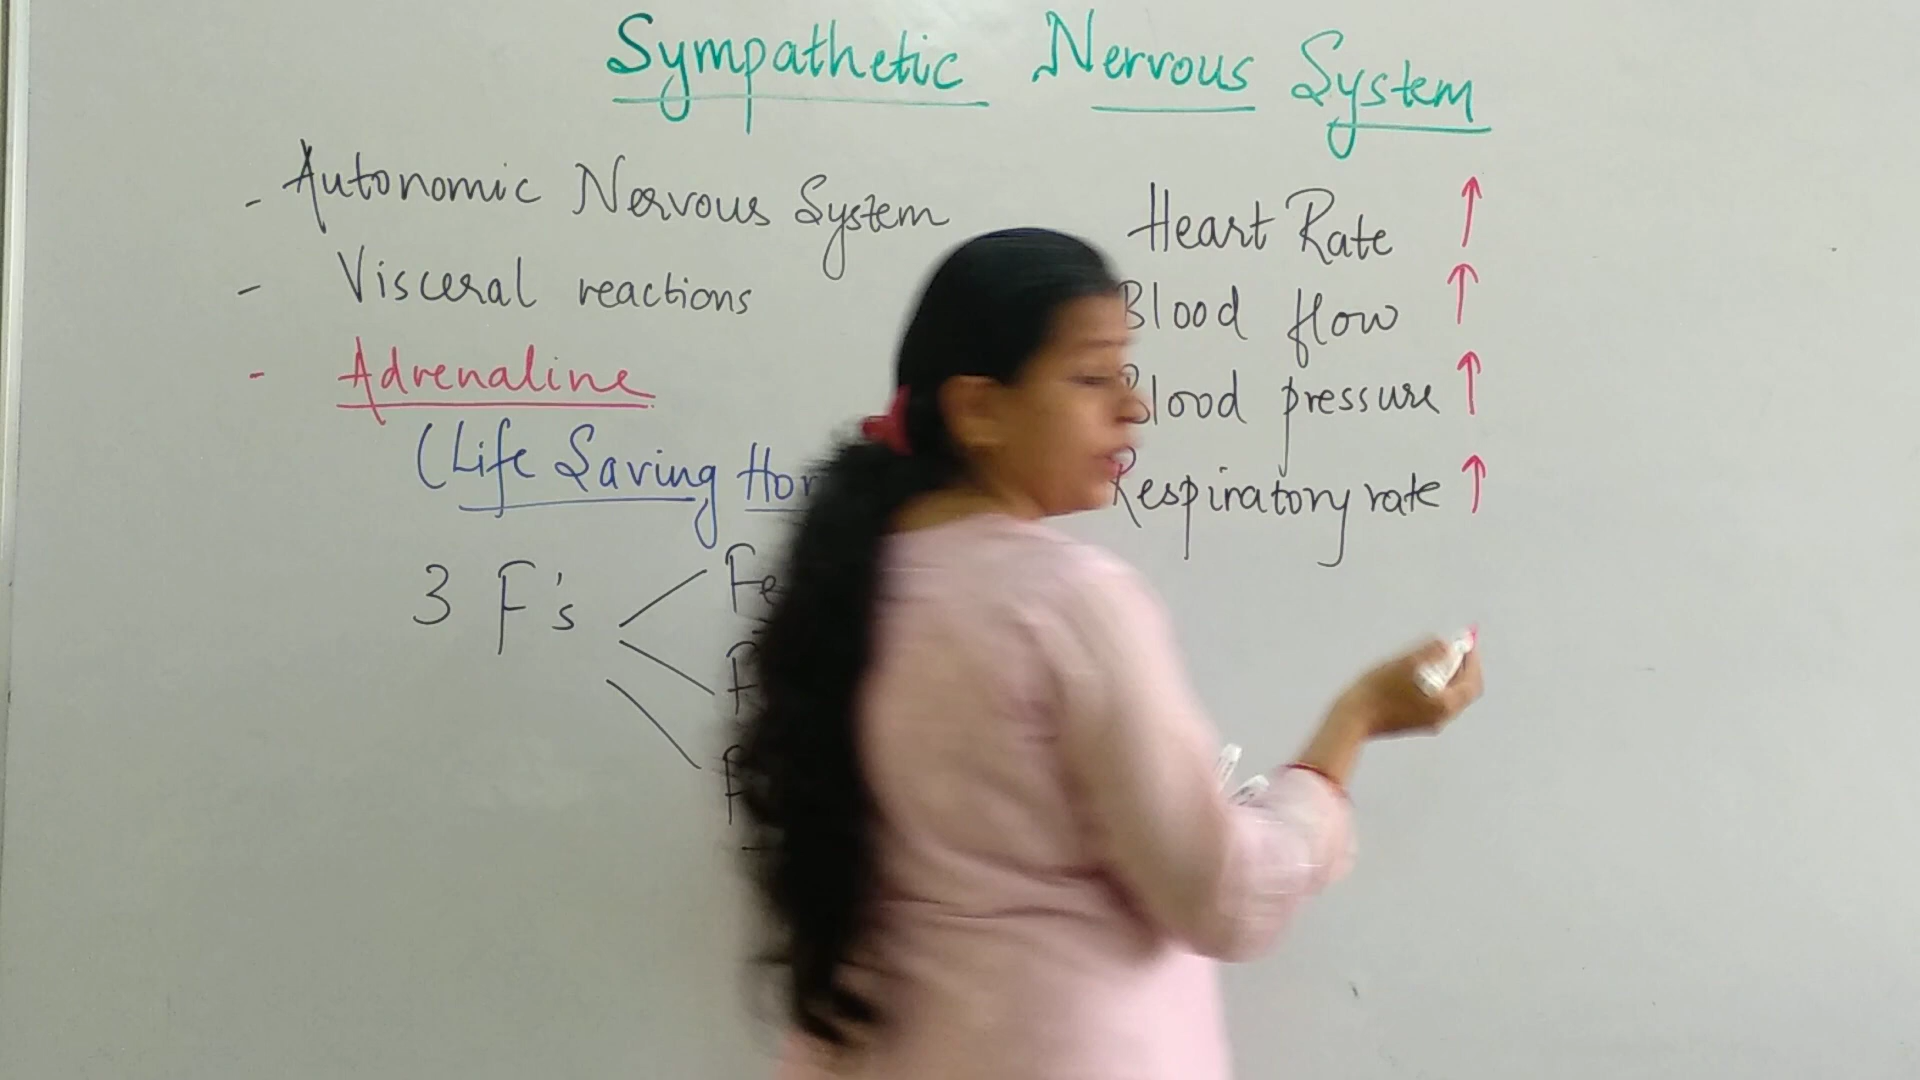 Sympathetic Nervous System
- Autonomic Nervous System
- Visceral reactions
- Adrenaline
(Life Saving
3 F's
Heart Rate ↑
Blood flow ↑
Blood pressure ↑
Respiratory rate ↑